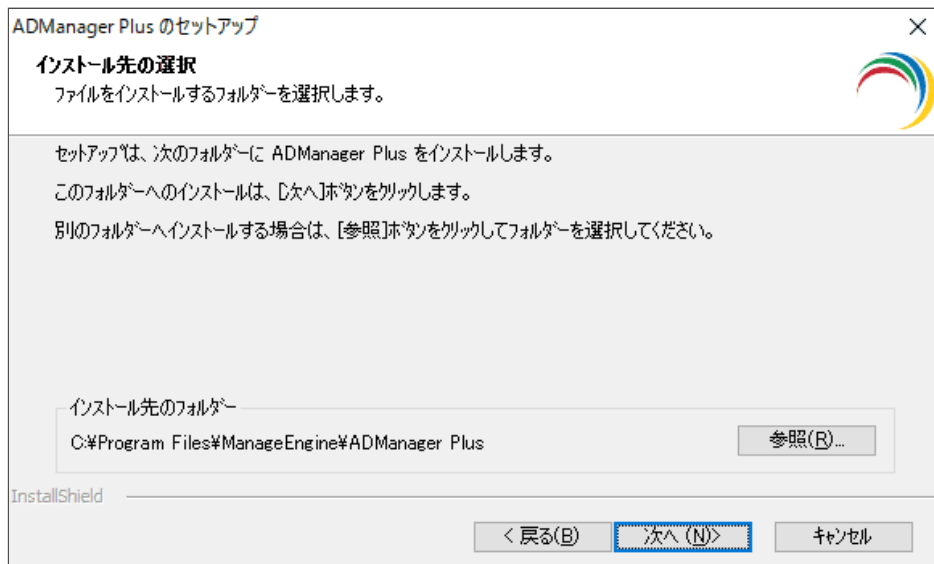 ADManager Plus のセットアップ
インストール先の選択
ファイルをインストールするフォルダーを選択します。
セットアップは、次のフォルダーに ADManager Plus をインストールします。
このフォルダーへのインストールは、[次へ]ボタンをクリックします。
別のフォルダーへインストールする場合は、[参照]ボタンをクリックしてフォルダーを選択してください。
インストール先のフォルダー
C:¥Program Files¥ManageEngine¥ADManager Plus
参照(R)...
InstallShield
< 戻る(B)
次へ (N)>
キャンセル